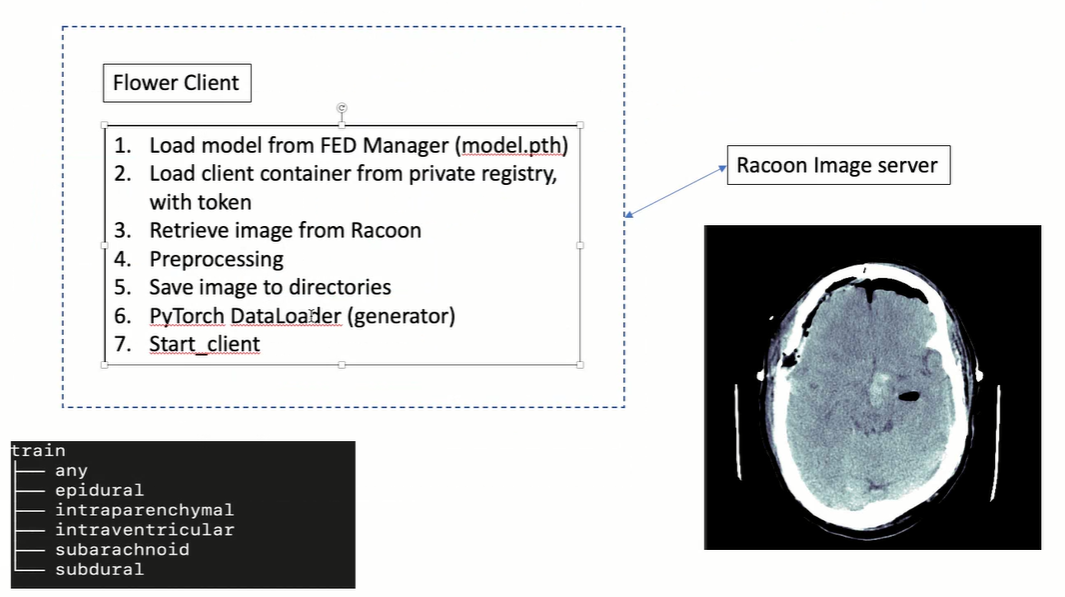 Flower Client
1. Load model from FED Manager (model.pth)
2. Load client container from private registry,
with token
3. Retrieve image from Racoon
4. Preprocessing
5. Save image to directories
6. PyTorch DataLoader (generator)
7. Start_client
Racoon Image server
train
├── any
├── epidural
├── intraparenchymal
├── intraventricular
├── subarachnoid
└── subdural